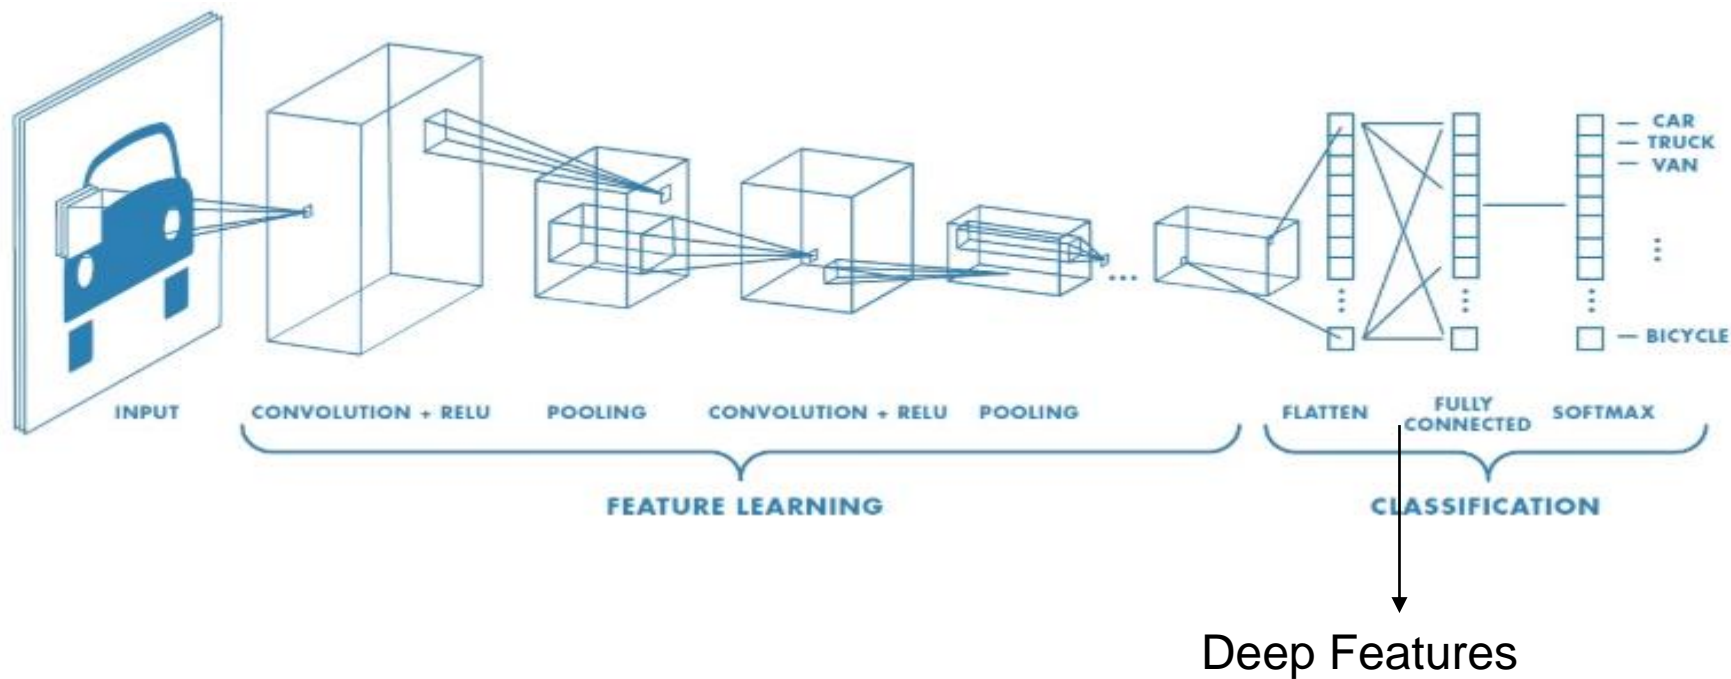 CAR
TRUCK
VAN
BICYCLE
INPUT
CONVOLUTION + RELU
POOLING
CONVOLUTION + RELU
POOLING
FLATTEN
FULLY
CONNECTED
SOFTMAX
FEATURE LEARNING
CLASSIFICATION
Deep Features